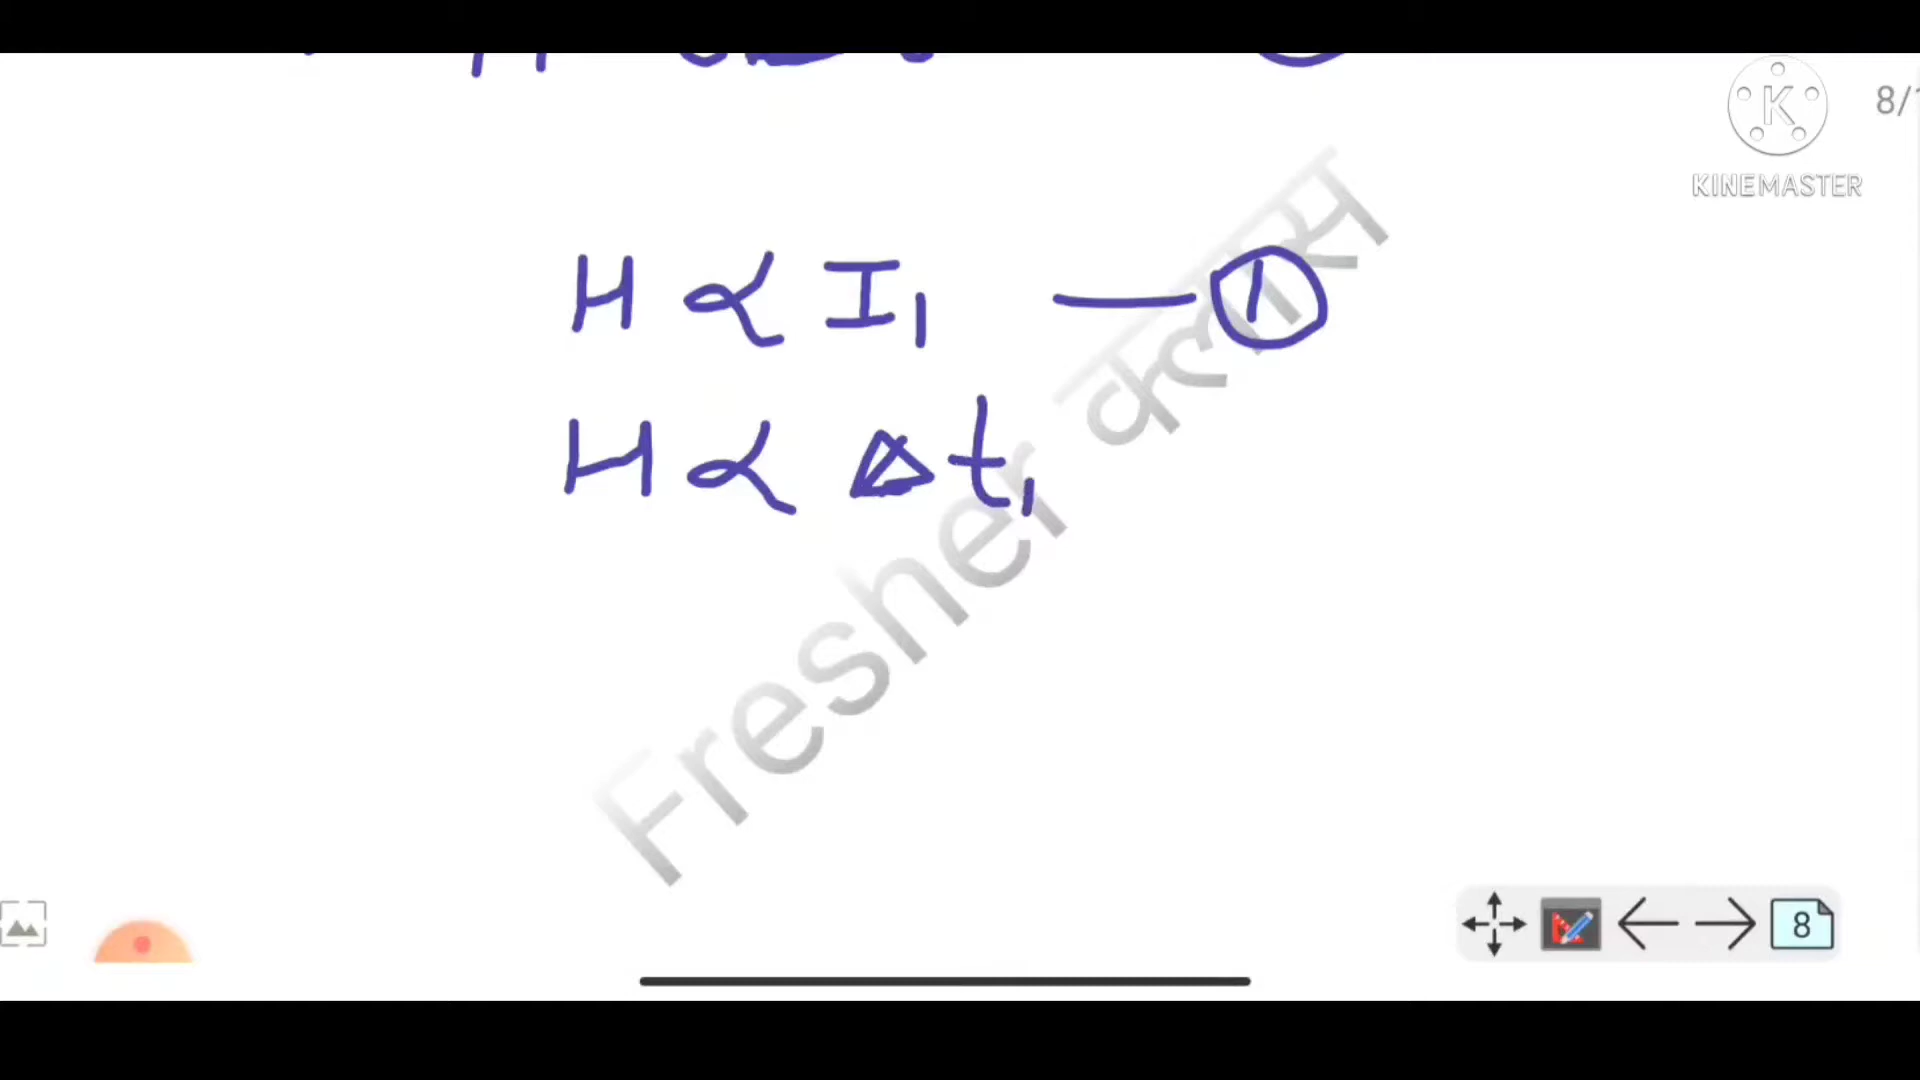 8/
KINEMASTER
H ∝ I₁ — ①
H ∝ Δt₁
Fresher क्लास
8